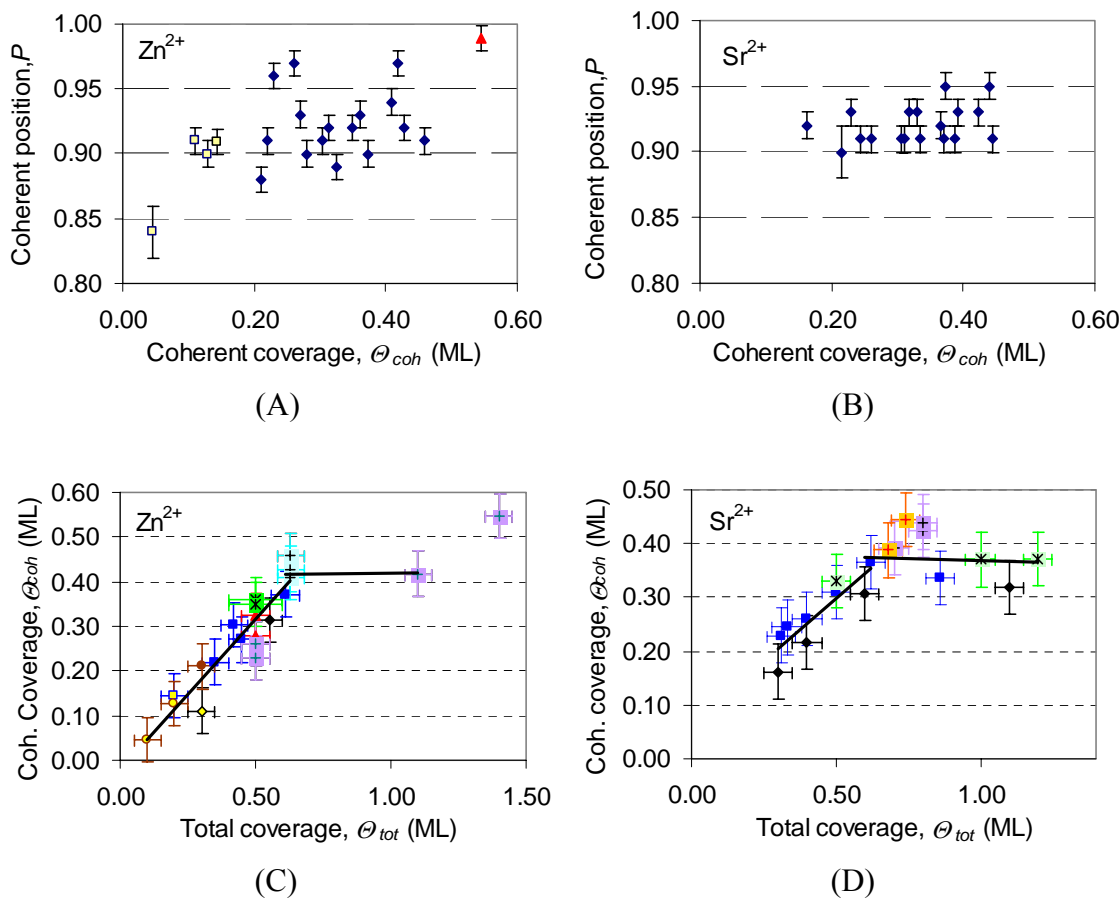 Zn2+
Coherent position,P
1.00
0.95
0.90
0.85
0.80
0.00 0.20 0.40 0.60
Coherent coverage, Θcoh (ML)
(A)
Sr2+
Coherent position,P
1.00
0.95
0.90
0.85
0.80
0.00 0.20 0.40 0.60
Coherent coverage, Θcoh (ML)
(B)
Zn2+
Coh. Coverage, Θcoh (ML)
0.60
0.50
0.40
0.30
0.20
0.10
0.00
0.00 0.50 1.00 1.50
Total coverage, Θtot (ML)
(C)
Sr2+
Coh. coverage, Θcoh (ML)
0.50
0.40
0.30
0.20
0.10
0.00
0.00 0.50 1.00
Total coverage, Θtot (ML)
(D)